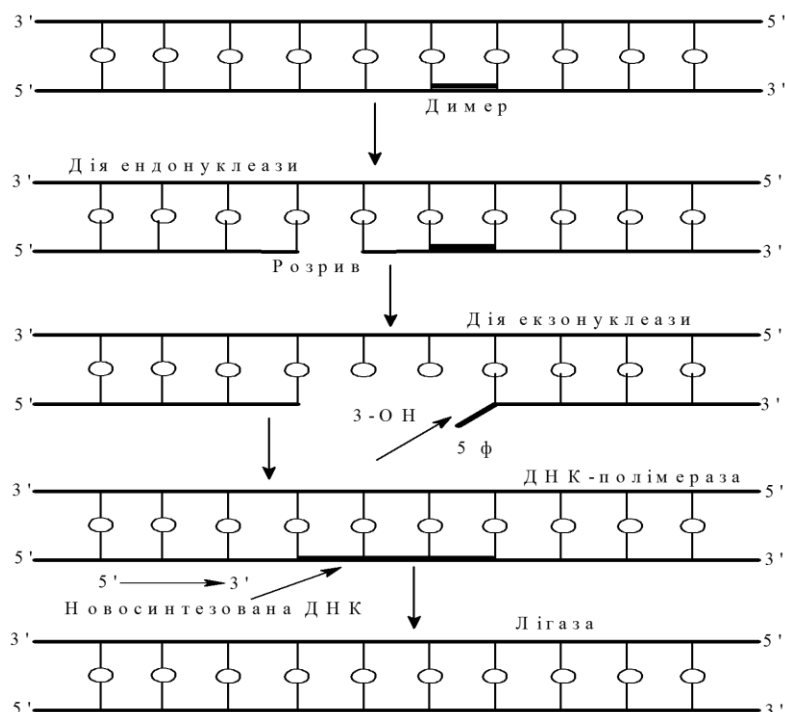 3' 5'
5' 3'
Димер
Дія ендонуклеази
3' 5'
5' 3'
Розрив
Дія екзонуклеази
3' 5'
5' 3'
3-ОН
5 ф
ДНК-полімераза
3' 5'
5' 3'
5' 3'
Новосинтезована ДНК
Лігаза
3' 5'
5' 3'